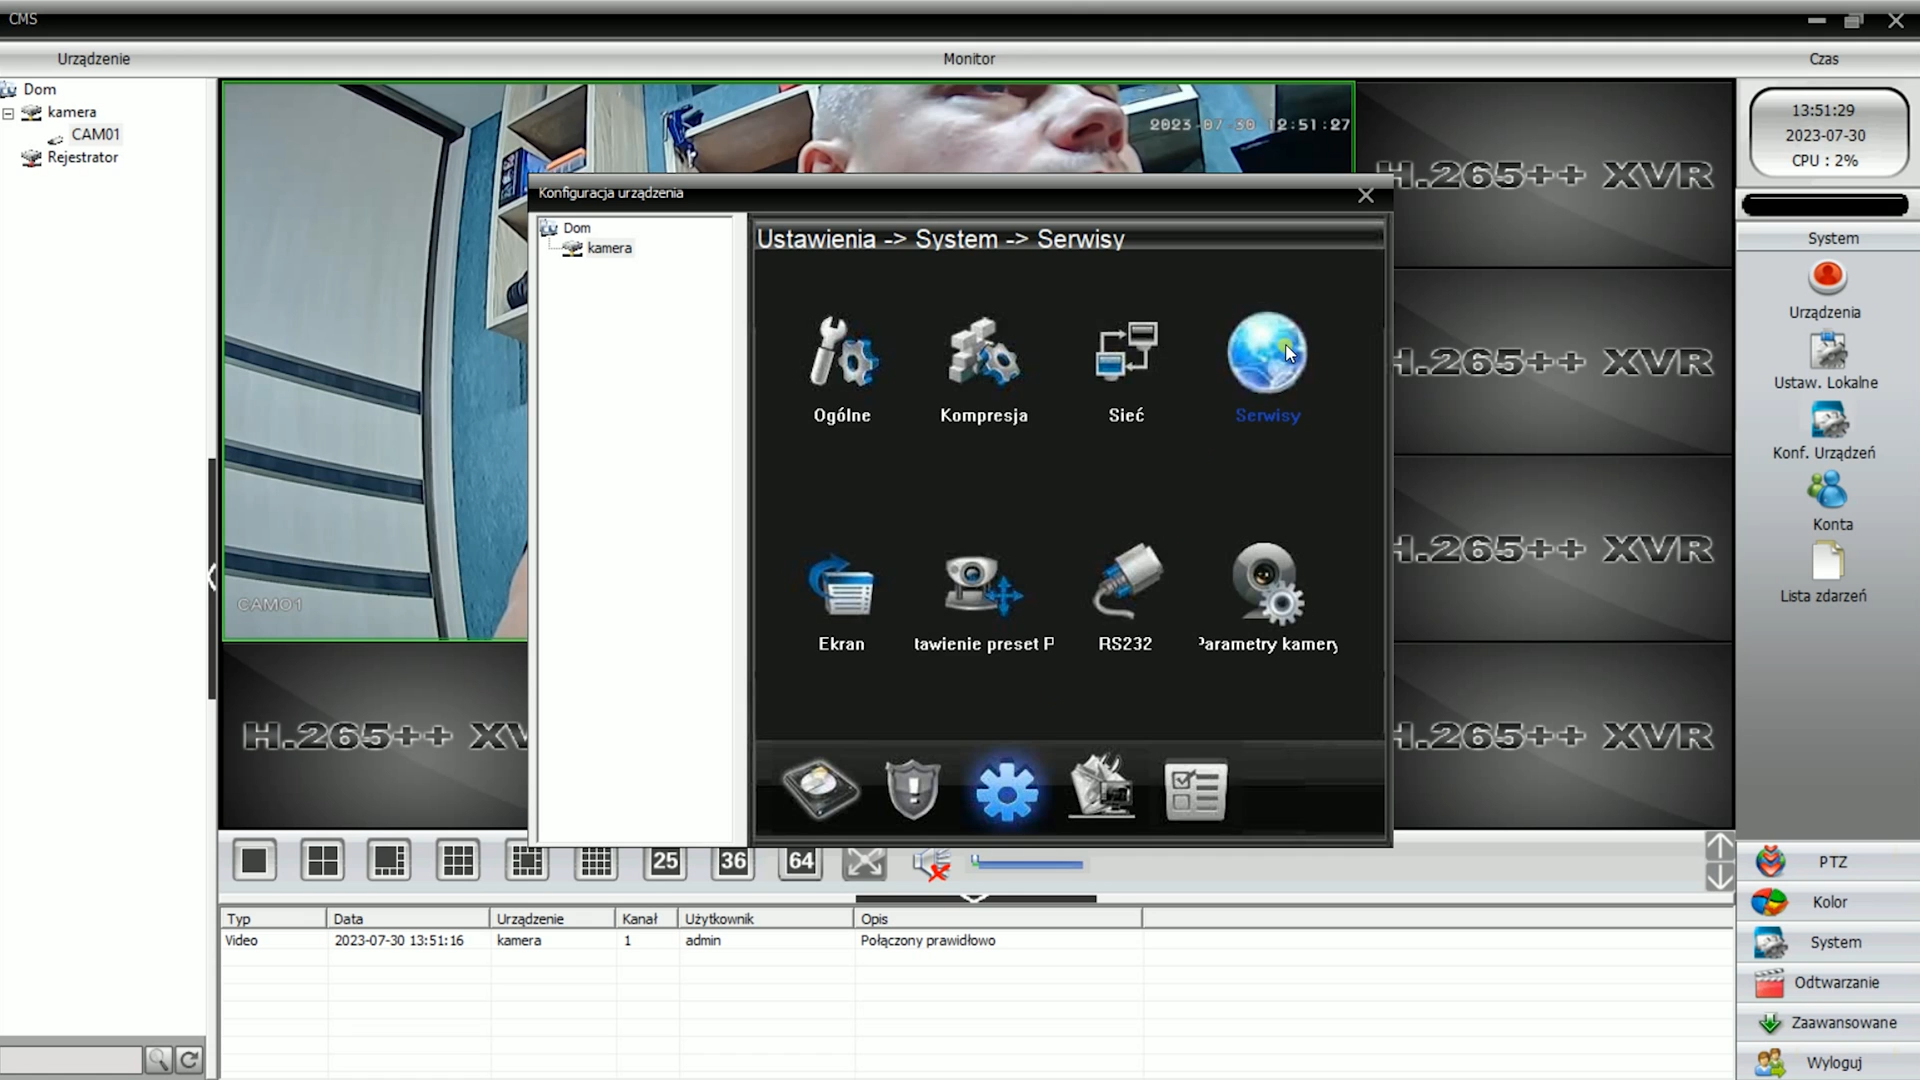 CMS
Urządzenie
Monitor
Czas
Dom
kamera
CAM01
Rejestrator
2023-07-30 12:51:27
CAM01
H.265++ XVR
H.265++ XVR
H.265++ XVR
H.265++ XVR
H.265++ XV
Konfiguracja urządzenia
Dom
kamera
Ustawienia -> System -> Serwisy
Ogólne
Kompresja
Sieć
Serwisy
Ekran
tawienie preset P
RS232
Parametry kamery
13:51:29
2023-07-30
CPU : 2%
System
Urządzenia
Ustaw. Lokalne
Konf. Urządzeń
Konta
Lista zdarzeń
25
36
64
PTZ
Kolor
System
Odtwarzanie
Zaawansowane
Wyloguj
Typ Data Urządzenie Kanał Użytkownik Opis
Video 2023-07-30 13:51:16 kamera 1 admin Połączony prawidłowo